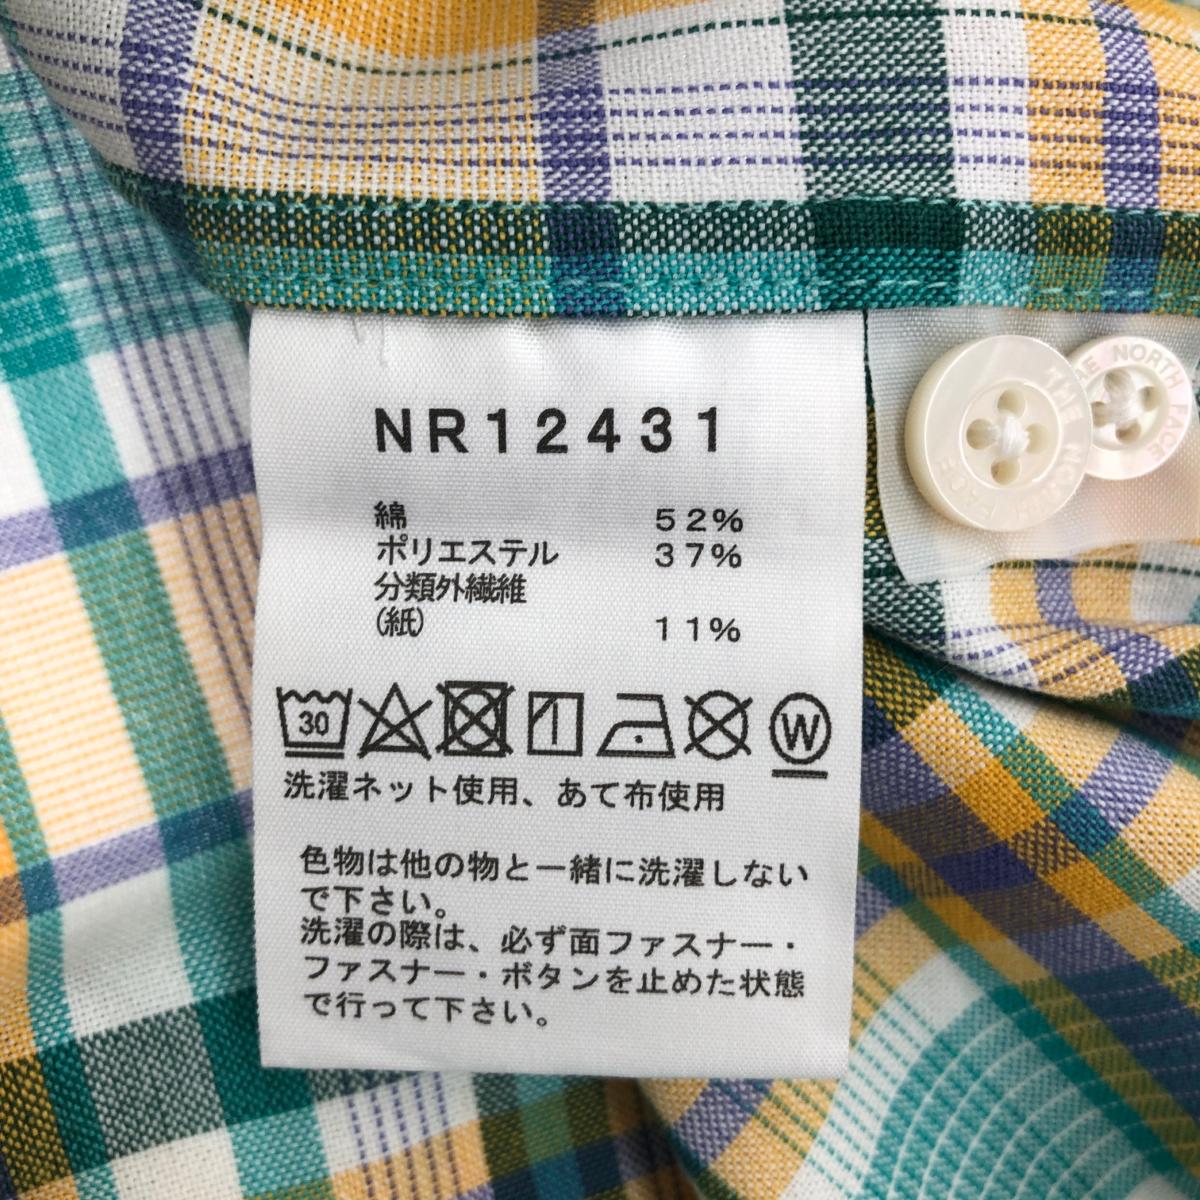 NR12431
綿 52%
ポリエステル 37%
分類外繊維
(紙) 11%
30 W
洗濯ネット使用、あて布使用
色物は他の物と一緒に洗濯しない
で下さい。
洗濯の際は、必ず面ファスナー・
ファスナー・ボタンを止めた状態
で行って下さい。
THE NORTH FACE
THE NORTH FACE